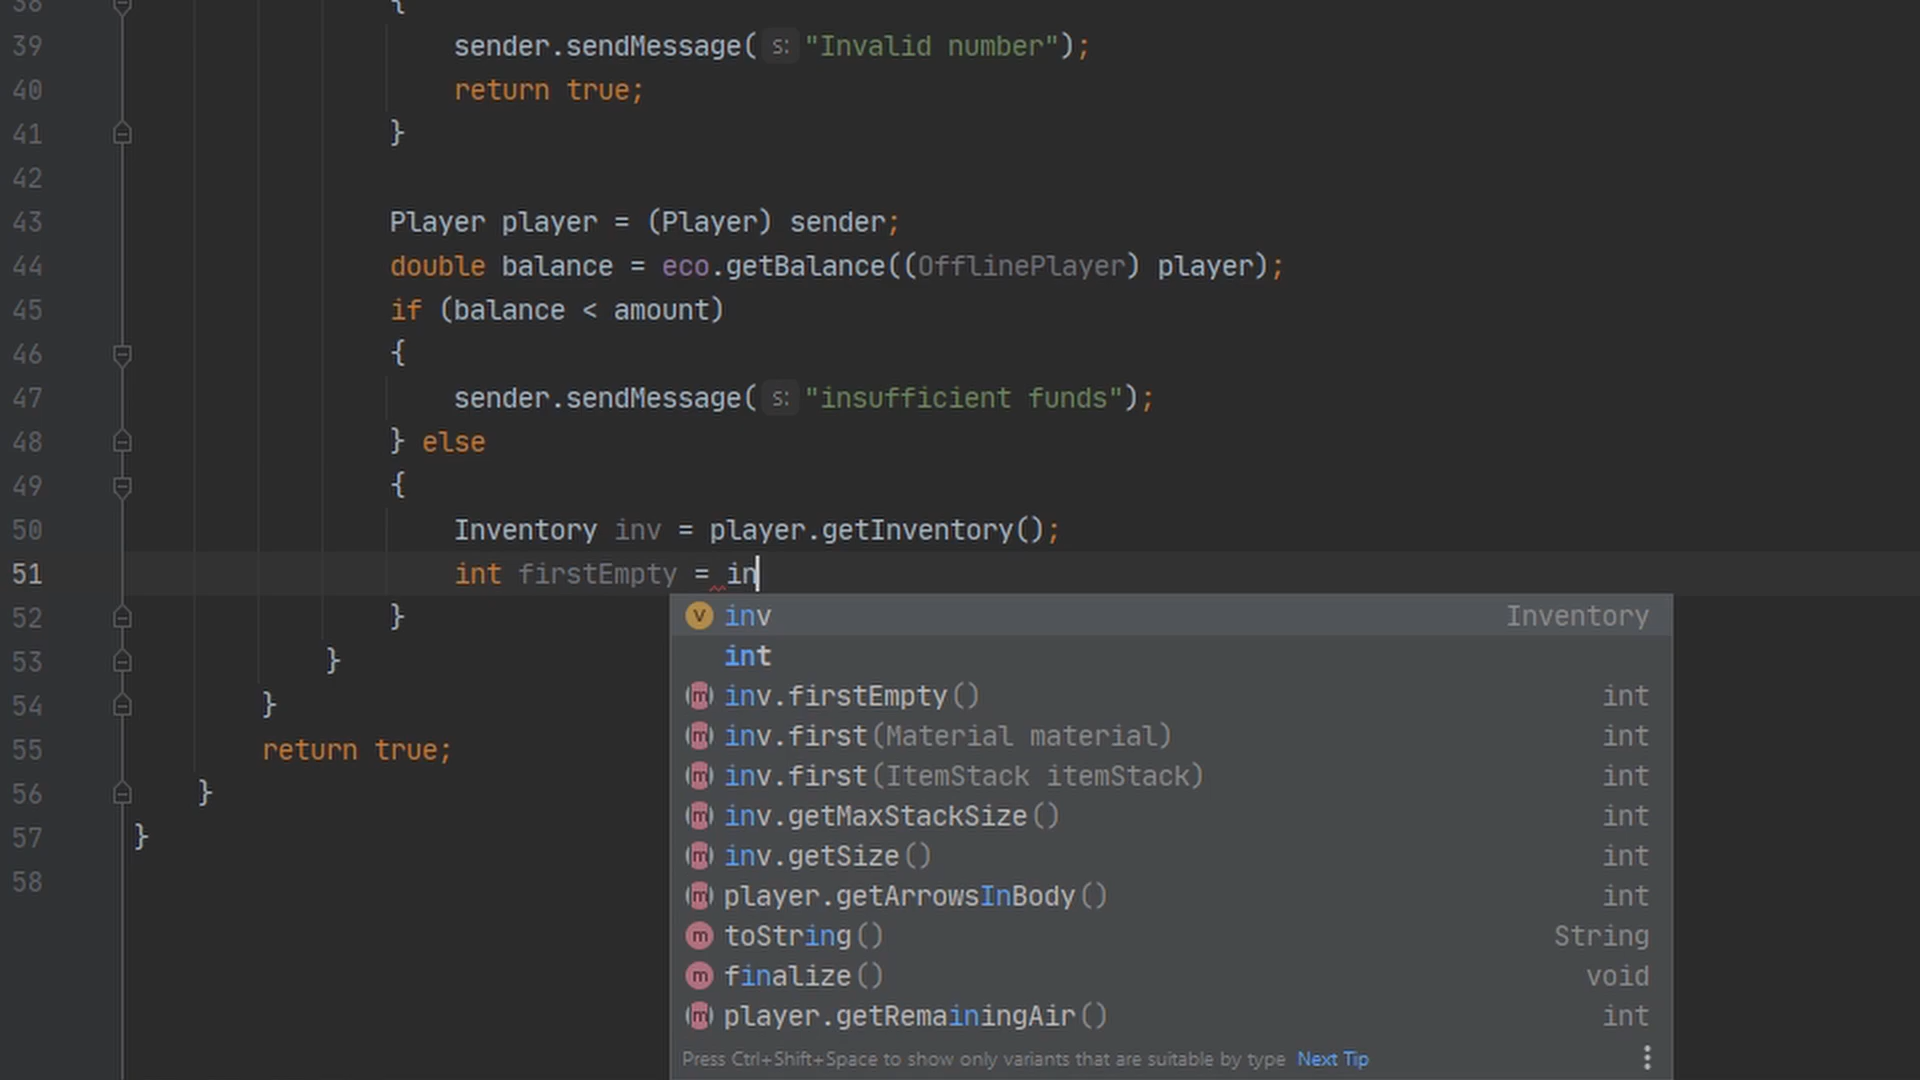 38 {
39 sender.sendMessage( s: "Invalid number");
40 return true;
41 }
42
43 Player player = (Player) sender;
44 double balance = eco.getBalance((OfflinePlayer) player);
45 if (balance < amount)
46 {
47 sender.sendMessage( s: "insufficient funds");
48 } else
49 {
50 Inventory inv = player.getInventory();
51 int firstEmpty = in
52 }
53 }
54 }
55 return true;
56 }
57 }
58
v inv Inventory
int
m inv.firstEmpty() int
m inv.first(Material material) int
m inv.first(ItemStack itemStack) int
m inv.getMaxStackSize() int
m inv.getSize() int
m player.getArrowsInBody() int
m toString() String
m finalize() void
m player.getRemainingAir() int
Press Ctrl+Shift+Space to show only variants that are suitable by type Next Tip